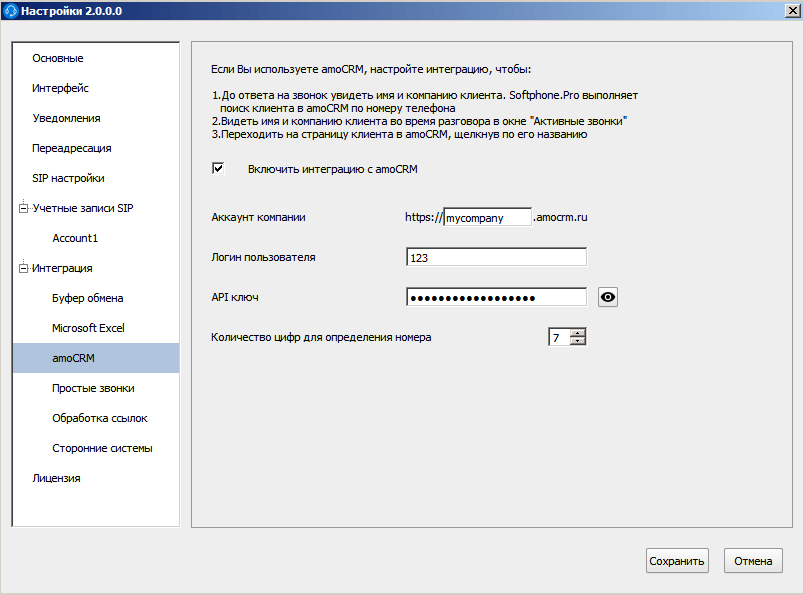 Настройки 2.0.0.0
Основные
Интерфейс
Уведомления
Переадресация
SIP настройки
Учетные записи SIP
Account1
Интеграция
Буфер обмена
Microsoft Excel
amoCRM
Простые звонки
Обработка ссылок
Сторонние системы
Лицензия
Если Вы используете amoCRM, настройте интеграцию, чтобы:
1.До ответа на звонок увидеть имя и компанию клиента. Softphone.Pro выполняет
поиск клиента в amoCRM по номеру телефона
2.Видеть имя и компанию клиента во время разговора в окне "Активные звонки"
3.Переходить на страницу клиента в amoCRM, щелкнув по его названию
Включить интеграцию с amoCRM
Аккаунт компании https://mycompany.amocrm.ru
Логин пользователя 123
API ключ ••••••••••••••••••
Количество цифр для определения номера 7
Сохранить Отмена